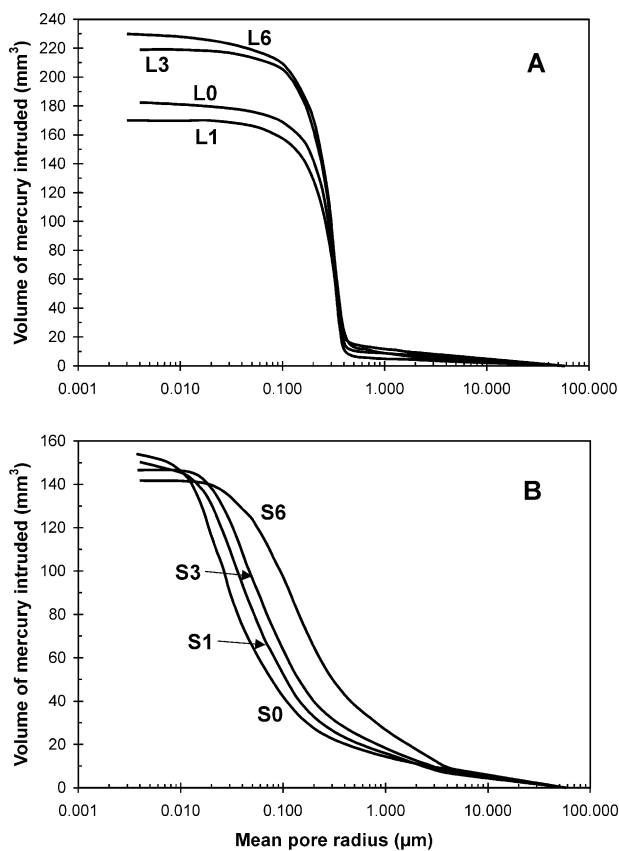 240
220
200
180
160
140
120
100
80
60
40
20
0
Volume of mercury intruded (mm³)
L6
L3
L0
L1
A
0.001
0.010
0.100
1.000
10.000
100.000
160
140
120
100
80
60
40
20
0
Volume of mercury intruded (mm³)
B
S6
S3
S1
S0
0.001
0.010
0.100
1.000
10.000
100.000
Mean pore radius (µm)